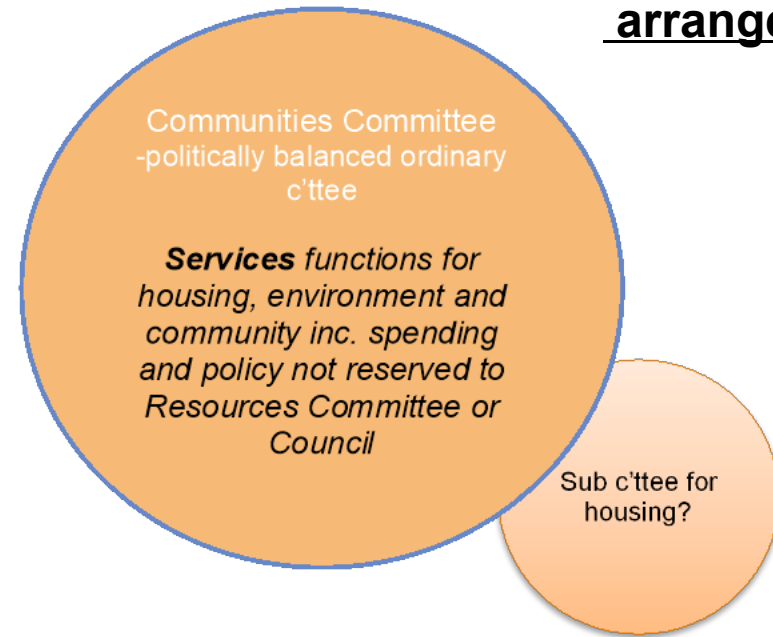 Communities Committee
-politically balanced ordinary
c'ttee
Services functions for
housing, environment and
community inc. spending
and policy not reserved to
Resources Committee or
Council
Sub c'ttee for
housing?